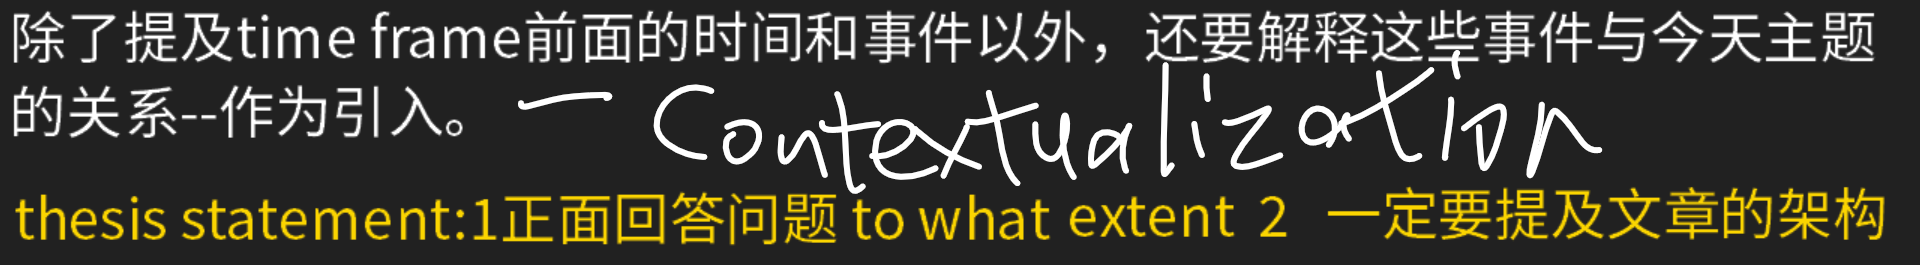 除了提及time frame前面的时间和事件以外，还要解释这些事件与今天主题
的关系--作为引入。 — Contextualization
thesis statement:1正面回答问题 to what extent 2 一定要提及文章的架构